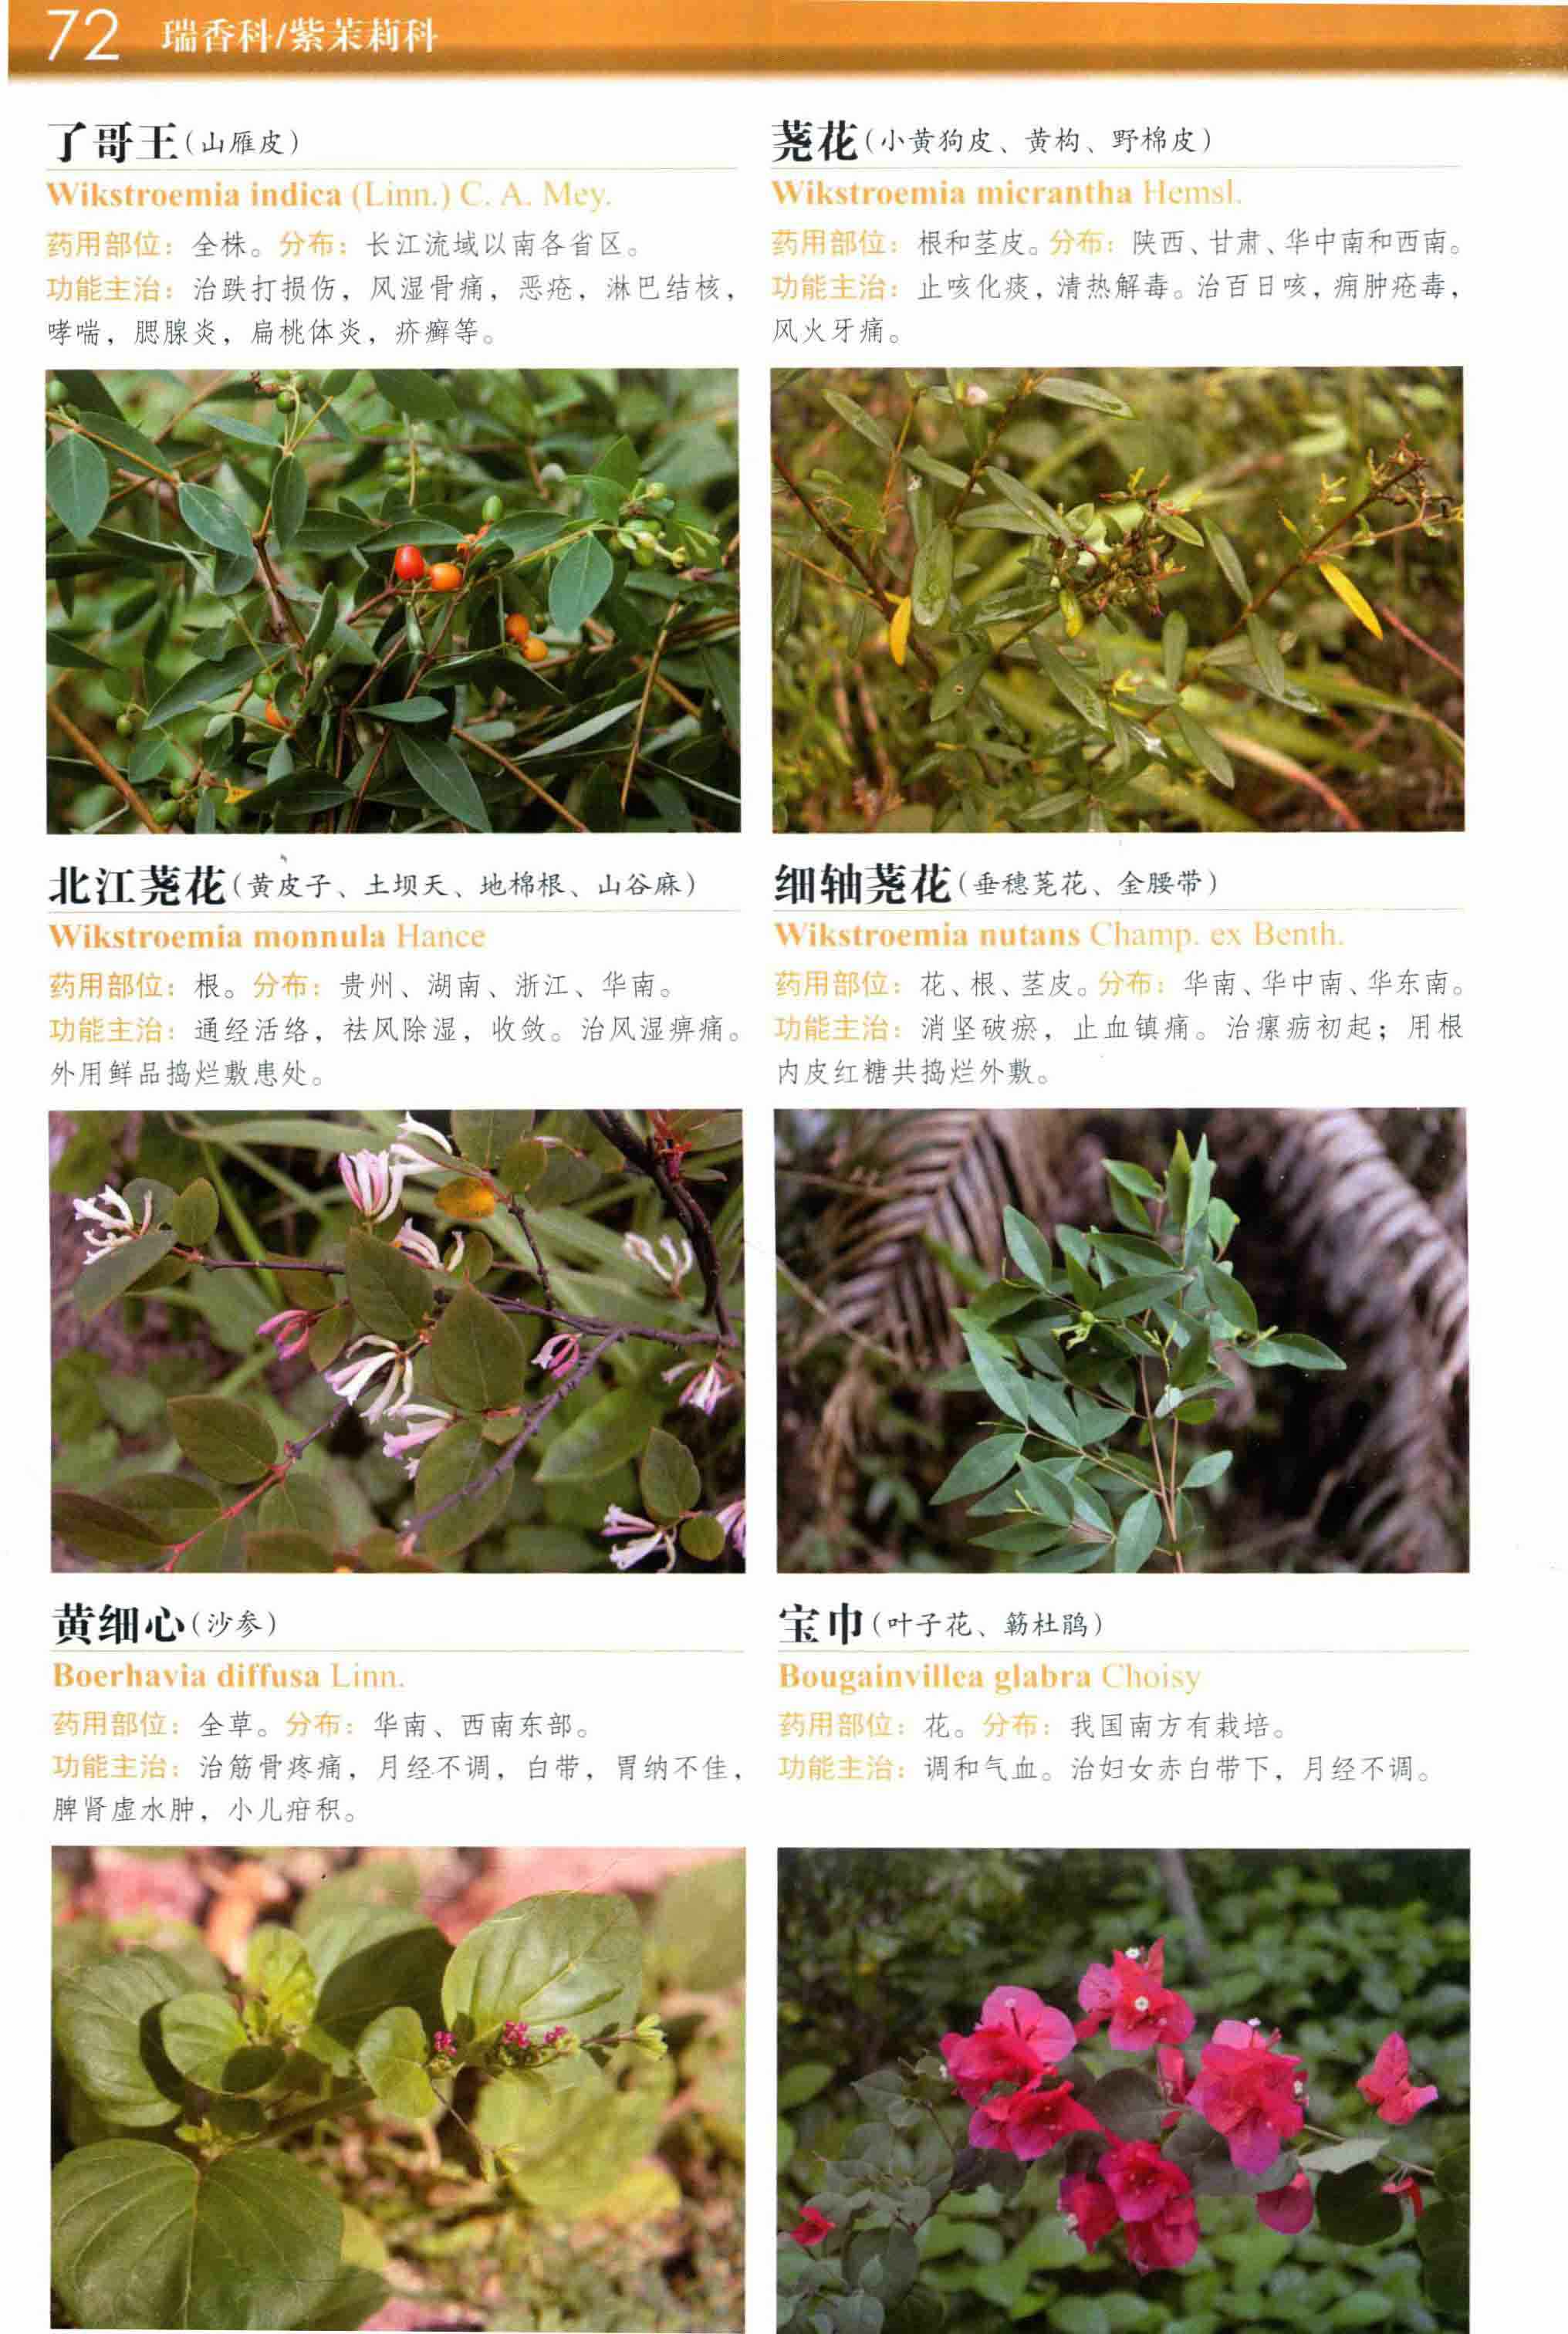 72 瑞香科/紫茉莉科
了哥王(山雁皮)
Wikstroemia indica (Linn.) C. A. Mey.
药用部位：全株。分布：长江流域以南各省区。
功能主治：治跌打损伤，风湿骨痛，恶疮，淋巴结核，
哮喘，腮腺炎，扁桃体炎，疥癣等。
荛花(小黄狗皮、黄构、野棉皮)
Wikstroemia micrantha Hemsl.
药用部位：根和茎皮。分布：陕西、甘肃、华中南和西南。
功能主治：止咳化痰，清热解毒。治百日咳，痈肿疮毒，
风火牙痛。
北江荛花(黄皮子、土坝天、地棉根、山谷麻)
Wikstroemia monnula Hance
药用部位：根。分布：贵州、湖南、浙江、华南。
功能主治：通经活络，祛风除湿，收敛。治风湿痹痛。
外用鲜品捣烂敷患处。
细轴荛花(垂穗荛花、金腰带)
Wikstroemia nutans Champ. ex Benth.
药用部位：花、根、茎皮。分布：华南、华中南、华东南。
功能主治：消坚破瘀，止血镇痛。治瘰疬初起；用根
内皮红糖共捣烂外敷。
黄细心(沙参)
Boerhavia diffusa Linn.
药用部位：全草。分布：华南、西南东部。
功能主治：治筋骨疼痛，月经不调，白带，胃纳不佳，
脾肾虚水肿，小儿疳积。
宝巾(叶子花、簕杜鹃)
Bougainvillea glabra Choisy
药用部位：花。分布：我国南方有栽培。
功能主治：调和气血。治妇女赤白带下，月经不调。